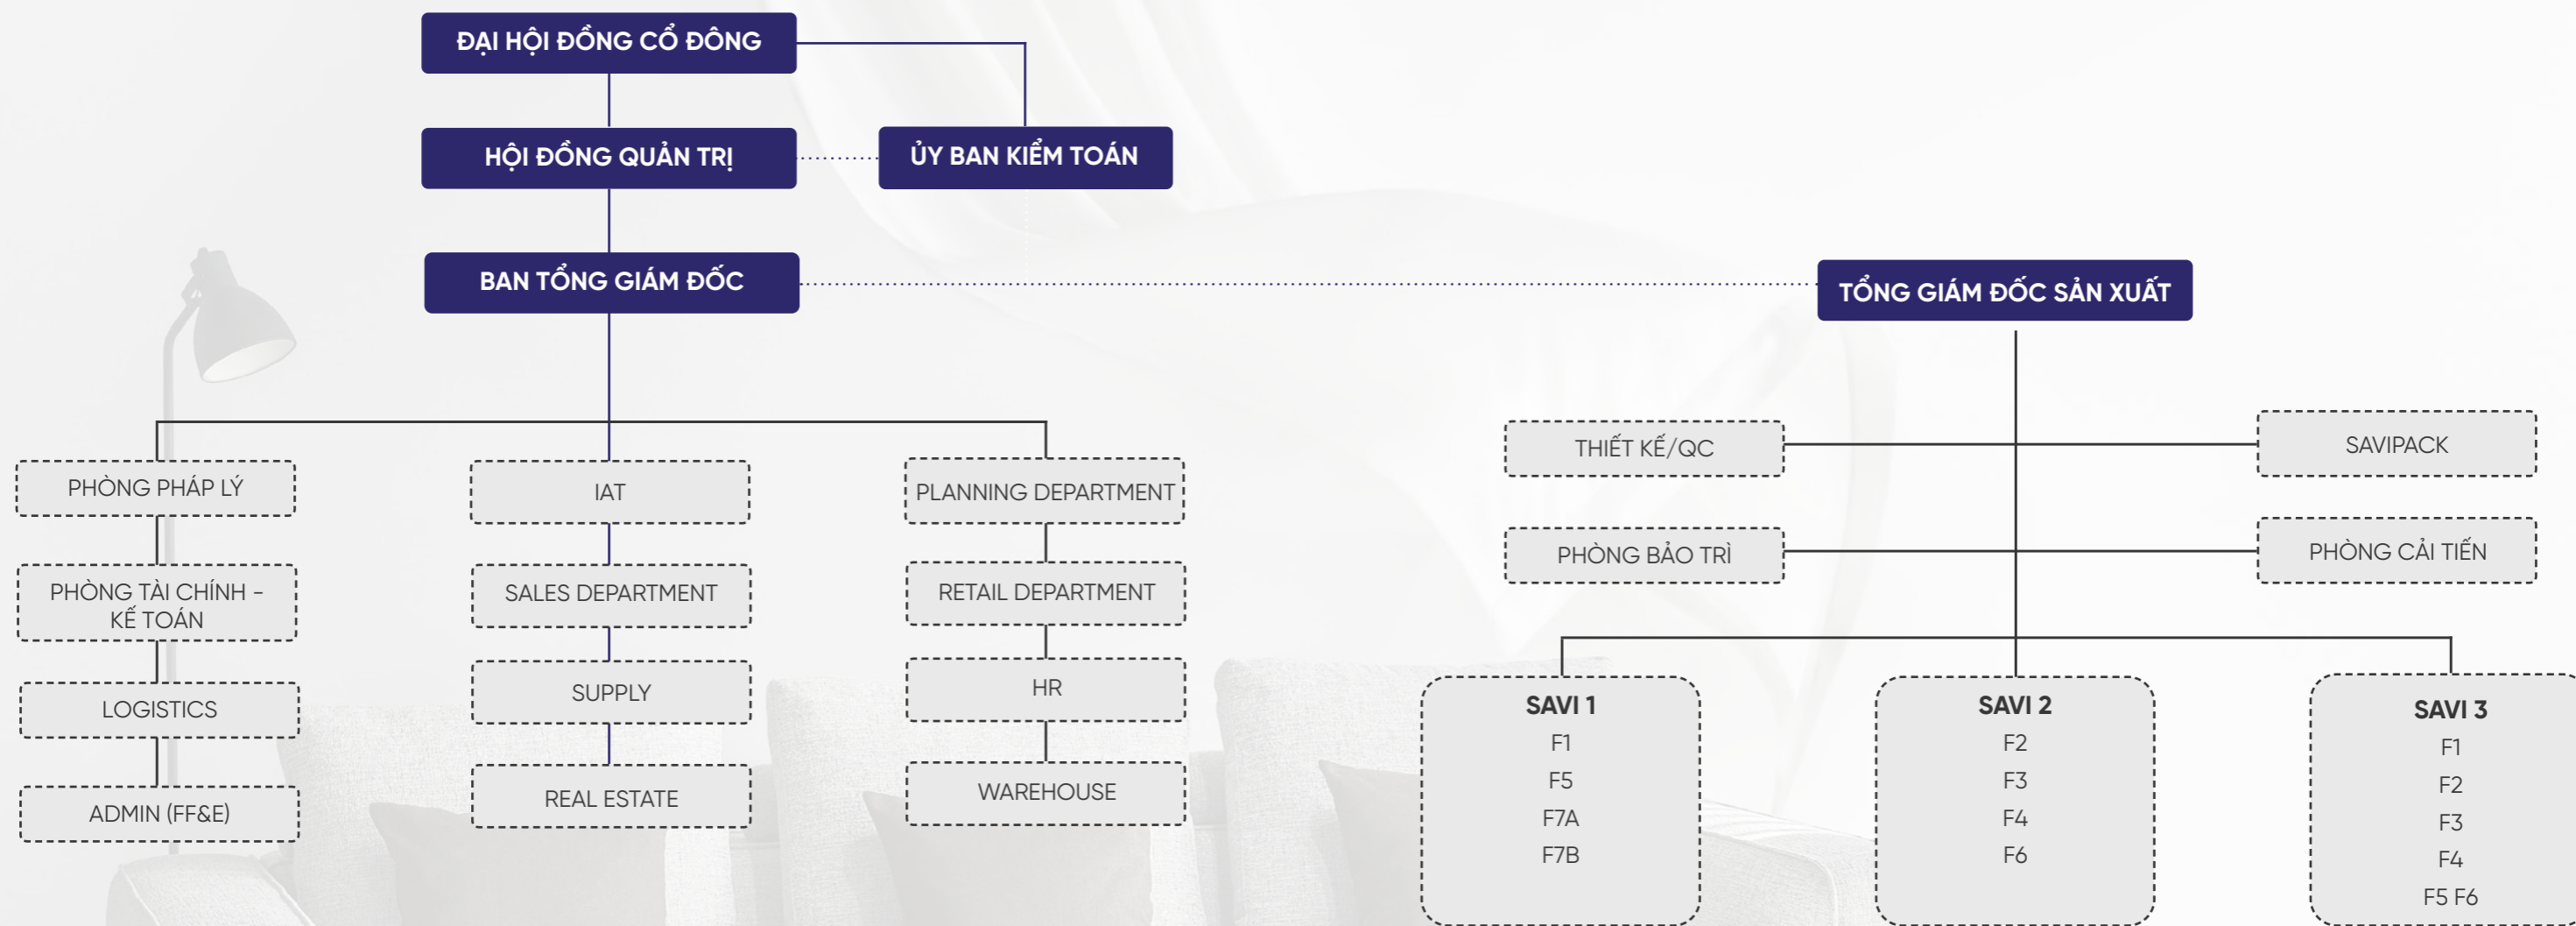 ĐẠI HỘI ĐỒNG CỔ ĐÔNG
HỘI ĐỒNG QUẢN TRỊ
ỦY BAN KIỂM TOÁN
BAN TỔNG GIÁM ĐỐC
TỔNG GIÁM ĐỐC SẢN XUẤT
PHÒNG PHÁP LÝ
PHÒNG TÀI CHÍNH -
KẾ TOÁN
LOGISTICS
ADMIN (FF&E)
IAT
SALES DEPARTMENT
SUPPLY
REAL ESTATE
PLANNING DEPARTMENT
RETAIL DEPARTMENT
HR
WAREHOUSE
THIẾT KẾ/QC
SAVIPACK
PHÒNG BẢO TRÌ
PHÒNG CẢI TIẾN
SAVI 1
F1
F5
F7A
F7B
SAVI 2
F2
F3
F4
F6
SAVI 3
F1
F2
F3
F4
F5 F6